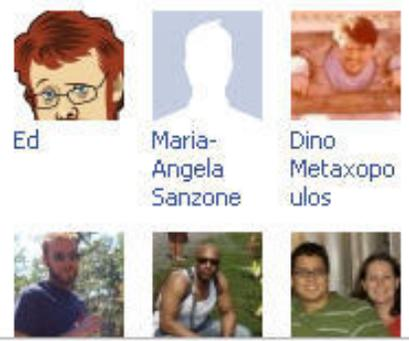 Ed
Maria-
Angela
Sanzone
Dino
Metaxopo
ulos